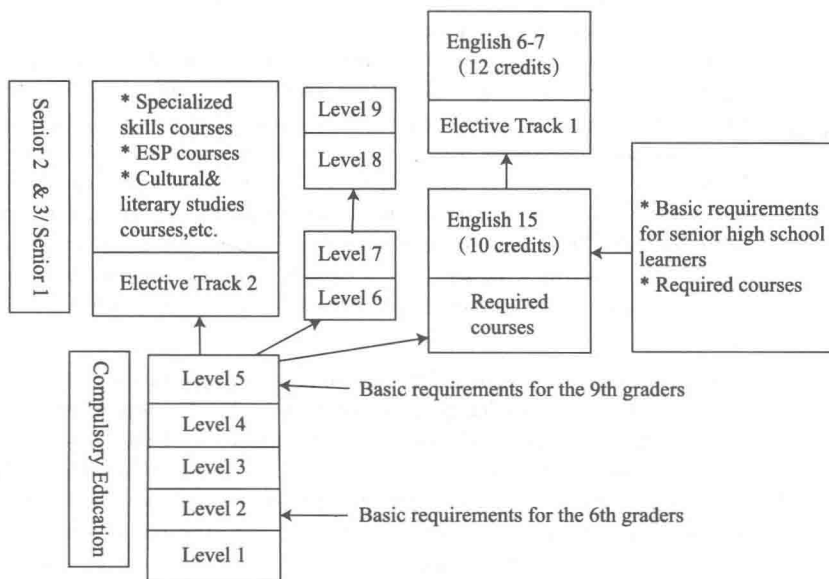 Senior 2 & 3/ Senior 1
* Specialized
skills courses
* ESP courses
* Cultural&
literary studies
courses,etc.
Elective Track 2
Level 9
Level 8
Level 7
Level 6
English 6-7
(12 credits)
Elective Track 1
English 15
(10 credits)
Required
courses
* Basic requirements
for senior high school
learners
* Required courses
Compulsory Education
Level 5
Level 4
Level 3
Level 2
Level 1
Basic requirements for the 9th graders
Basic requirements for the 6th graders